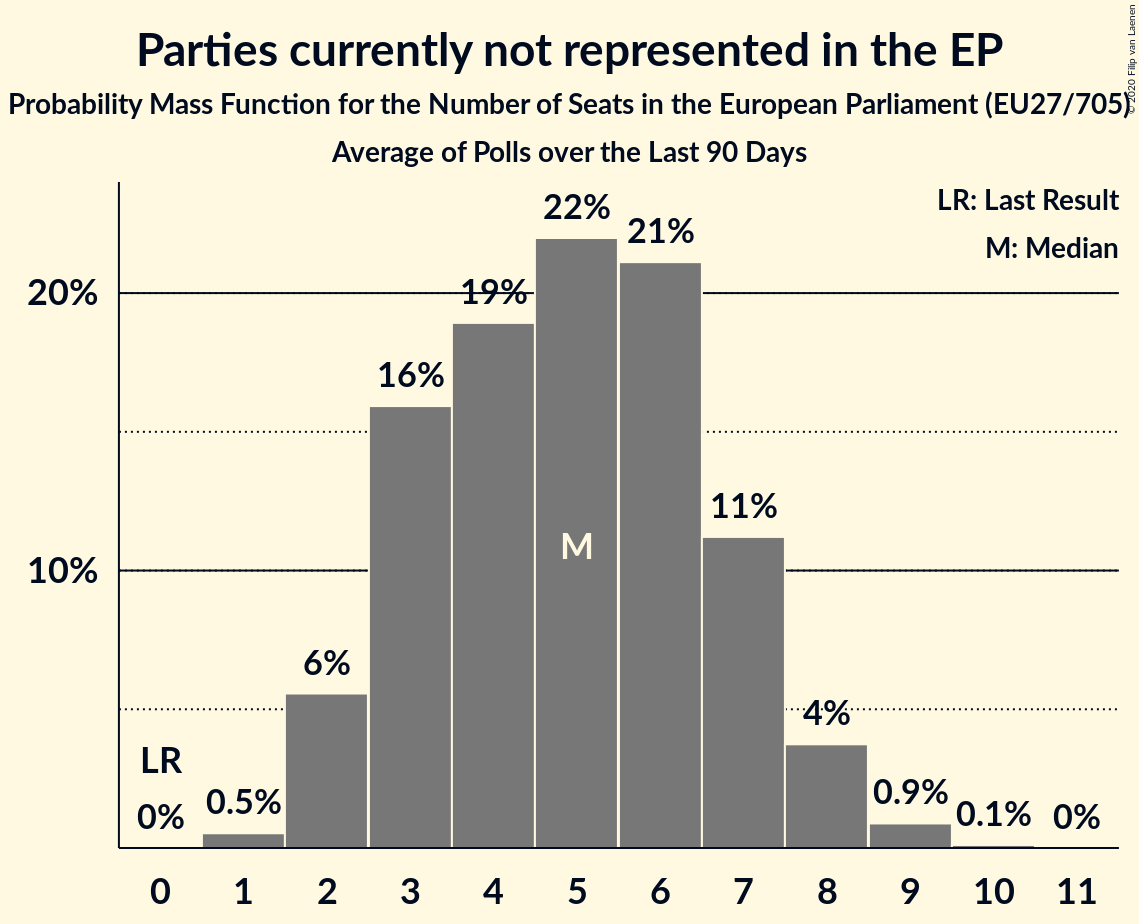 Parties currently not represented in the EP
Probability Mass Function for the Number of Seats in the European Parliament (EU27/705)
Average of Polls over the Last 90 Days
© 2020 Filip van Laenen
LR: Last Result
M: Median
20%
10%
LR
0%
0.5%
6%
16%
19%
22%
21%
11%
4%
0.9%
0.1%
0%
M
0 1 2 3 4 5 6 7 8 9 10 11